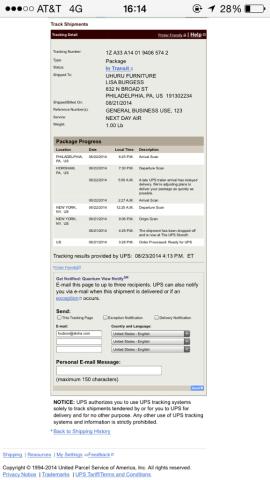 AT&T 4G 16:14 28%
Track Shipments
Tracking Detail Printer Friendly Help
Tracking Number: 1Z A33 A14 01 9406 574 2
Type: Package
Status: In Transit
Shipped To: UHURU FURNITURE
LISA BURGESS
832 N BROAD ST
PHILADELPHIA, PA, US 191302234
Shipped/Billed On: 08/21/2014
Reference Number(s): GENERAL BUSINESS USE, 123
Service: NEXT DAY AIR
Weight: 1.00 Lb
Package Progress
Location Date Local Time Description
PHILADELPHIA, PA, US 08/22/2014 Arrival Scan
HORSHAM, PA, US 08/22/2014 7:30 P.M. Departure Scan
08/22/2014 5:00 A.M. A late UPS trailer arrival has delayed
delivery. We're adjusting plans to
deliver your package as quickly as
possible.
08/22/2014 2:27 A.M. Arrival Scan
NEW YORK, NY, US 08/22/2014 12:25 A.M. Departure Scan
NEW YORK, NY, US 08/21/2014 Origin Scan
08/21/2014 The shipment has been dropped off
and is now at The UPS Store®
US 08/21/2014 Order Processed: Ready for UPS
Tracking results provided by UPS: 08/23/2014 4:13 P.M. ET
Printer Friendly
Get Notified: Quantum View Notify SM
E-mail this page to up to three recipients. UPS can also notify
you via e-mail when this shipment is delivered or if an
exception occurs.
Send:
This Tracking Page Exception Notification Delivery Notification
E-mail: Country and Language:
United States - English
United States - English
United States - English
Personal E-mail Message:
(maximum 150 characters)
Send
NOTICE: UPS authorizes you to use UPS tracking systems
solely to track shipments tendered by or for you to UPS for
delivery and for no other purpose. Any other use of UPS tracking
systems and information is strictly prohibited.
Back to Shipping History
Shipping | Resources | My Settings Feedback
Copyright © 1994-2014 United Parcel Service of America, Inc. All rights reserved.
Privacy Notice | Trademarks | UPS Tariff/Terms and Conditions